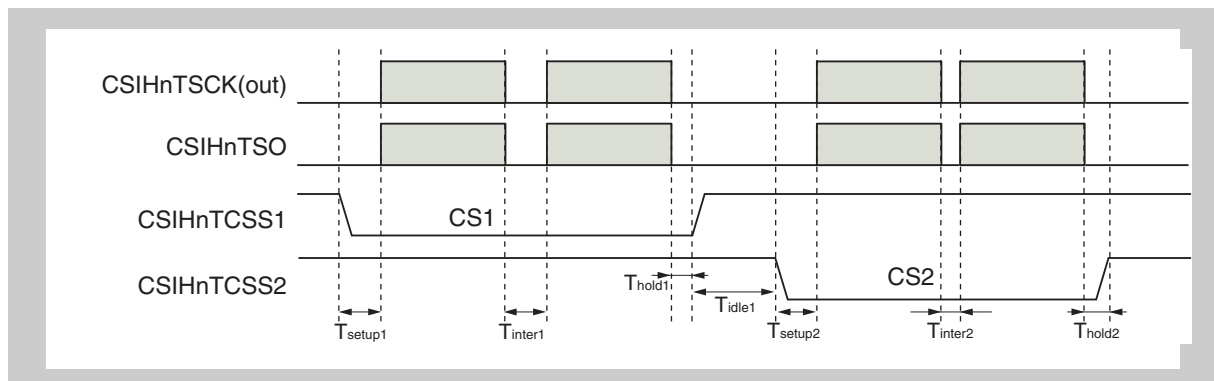 CSIHnTSCK(out)
CSIHnTSO
CSIHnTCSS1
CS1
CSIHnTCSS2
CS2
Thold1
Tidle1
Tsetup1
Tinter1
Tsetup2
Tinter2
Thold2